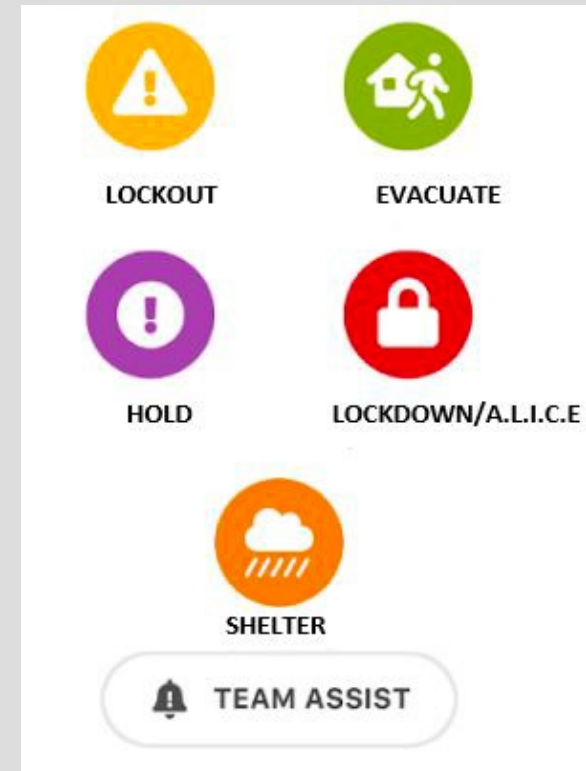 LOCKOUT
EVACUATE
HOLD
LOCKDOWN/A.L.I.C.E
SHELTER
TEAM ASSIST